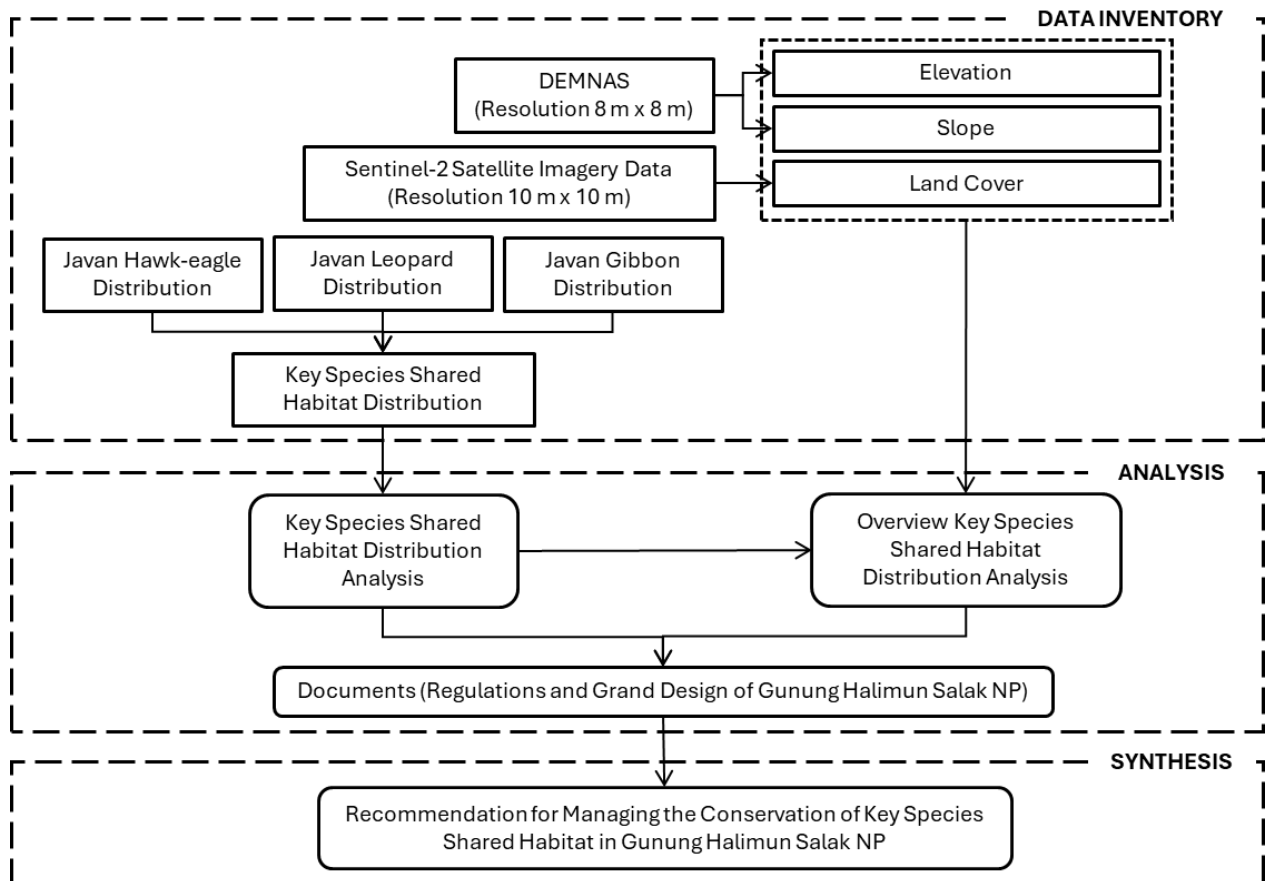 DATA INVENTORY
DEMNAS
(Resolution 8 m x 8 m)
Elevation
Slope
Sentinel-2 Satellite Imagery Data
(Resolution 10 m x 10 m)
Land Cover
Javan Hawk-eagle
Distribution
Javan Leopard
Distribution
Javan Gibbon
Distribution
Key Species Shared
Habitat Distribution
ANALYSIS
Key Species Shared
Habitat Distribution
Analysis
Overview Key Species
Shared Habitat
Distribution Analysis
Documents (Regulations and Grand Design of Gunung Halimun Salak NP)
SYNTHESIS
Recommendation for Managing the Conservation of Key Species
Shared Habitat in Gunung Halimun Salak NP